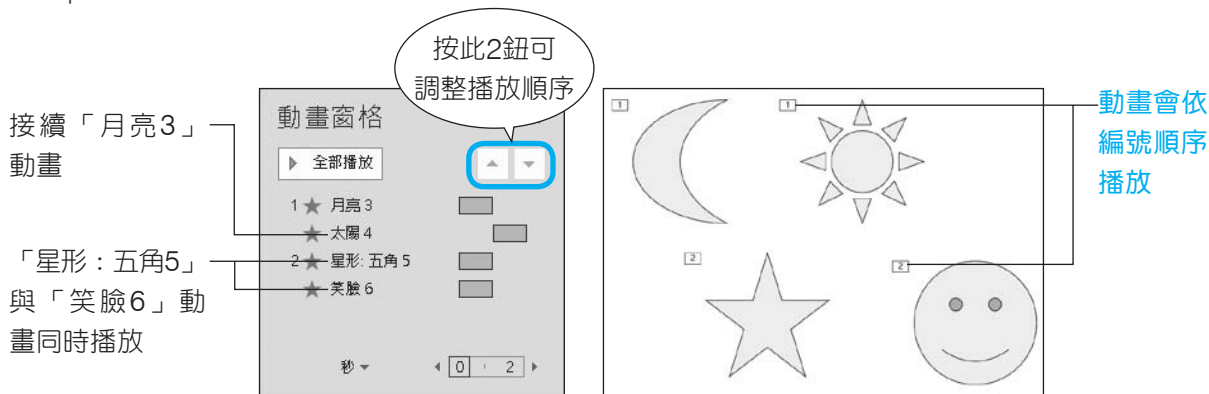 按此2鈕可
調整播放順序
接續「月亮3」
動畫
「星形：五角5」
與「笑臉6」動
畫同時播放
動畫窗格
全部播放
1 月亮 3
太陽 4
2 星形: 五角 5
笑臉 6
秒
0 2
1
1
2
2
動畫會依
編號順序
播放